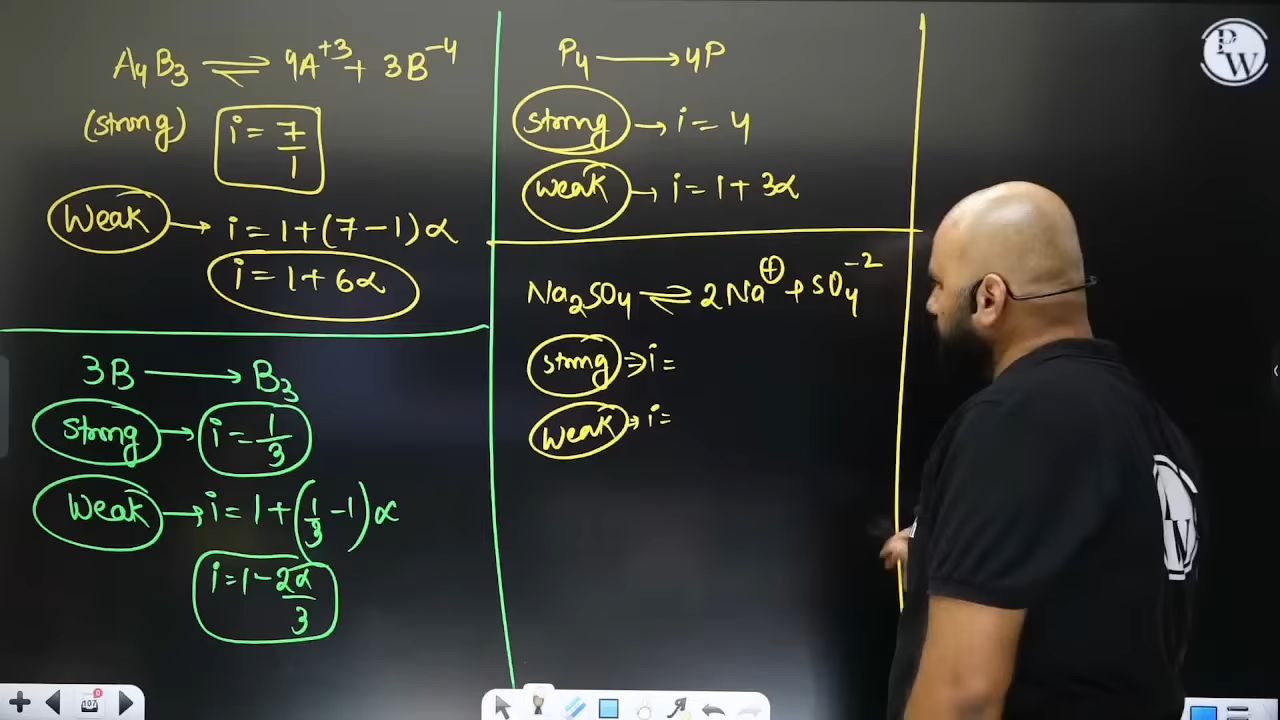 A₄B₃ ⇌ 4A⁺³ + 3B⁻⁴
(strong) i = 7/1
Weak → i = 1 + (7 – 1)α
i = 1 + 6α
3B → B₃
Strong → i = 1/3
Weak → i = 1 + (1/3 – 1)α
i = 1 – 2α/3
P₄ → 4P
Strong → i = 4
Weak → i = 1 + 3α
Na₂SO₄ ⇌ 2Na⊕ + SO₄⁻²
Strong ⇒ i =
Weak → i =
PW
107